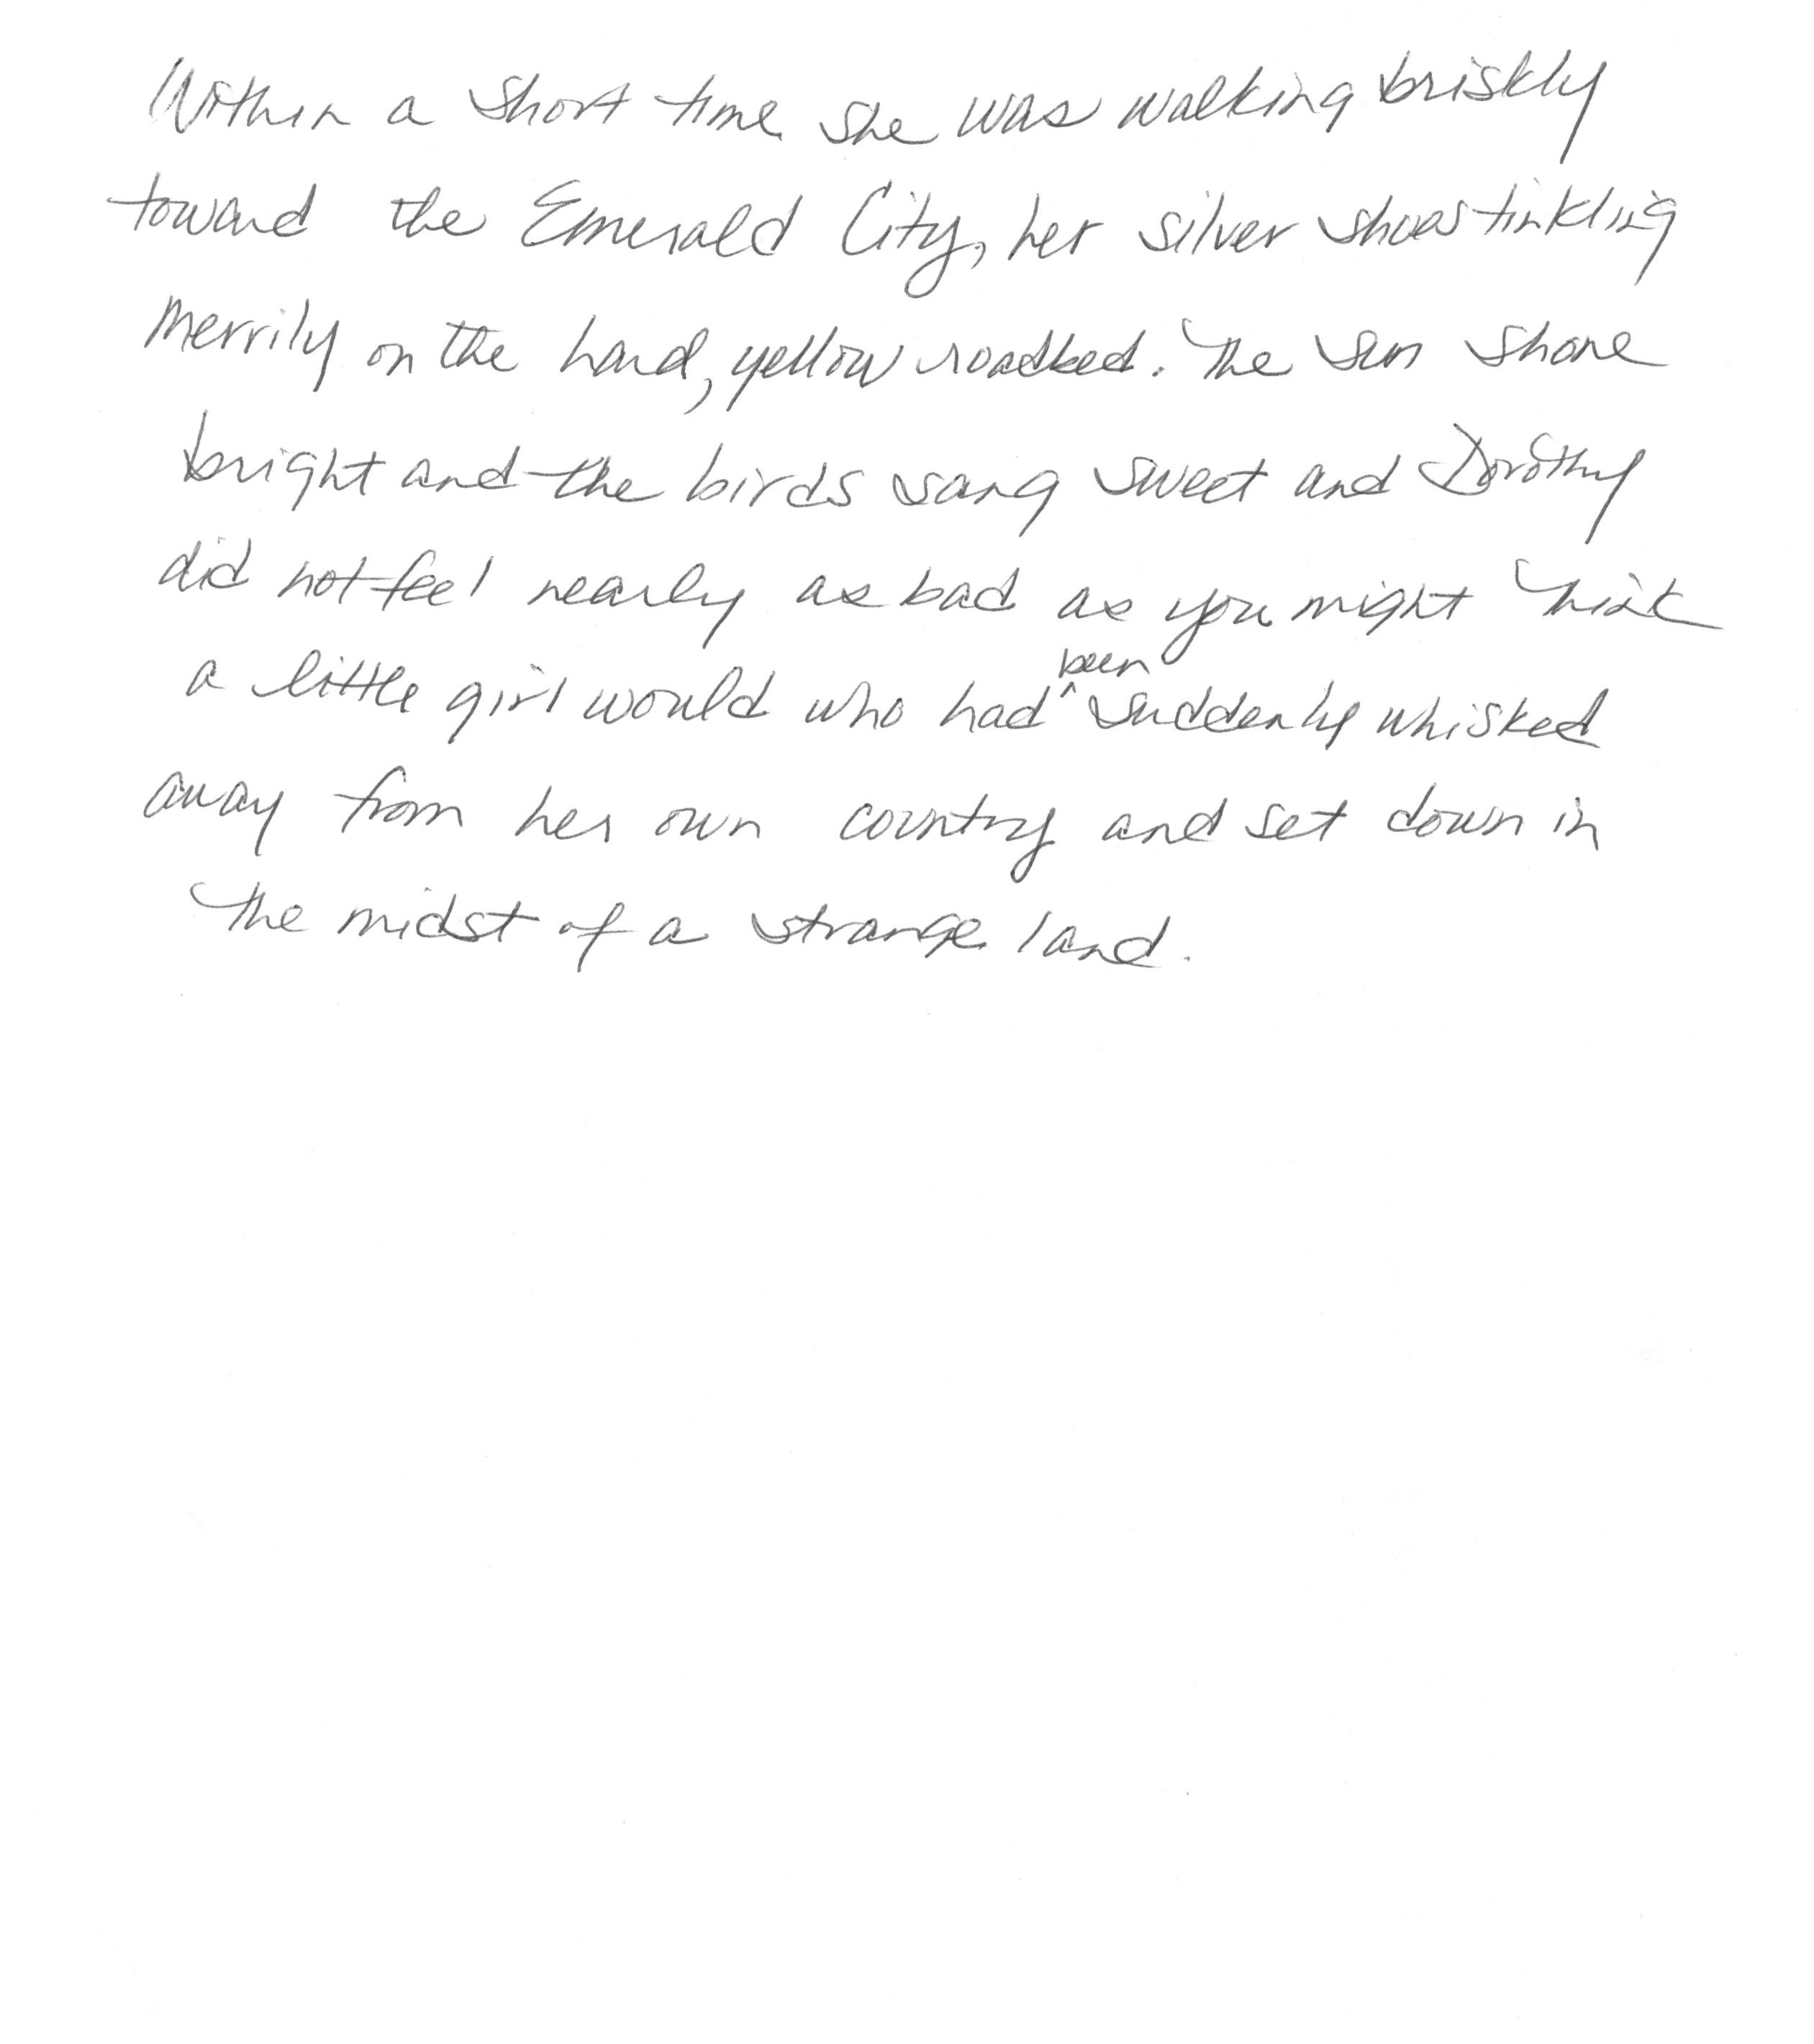 Within a short time she was walking briskly
toward the Emerald City, her silver shoes tinkling
merrily on the hard, yellow roadbed. The sun shone
bright and the birds sang sweet and Dorothy
did not feel nearly as bad as you might think
a little girl would who had been suddenly whisked
away from her own country and set down in
the midst of a strange land.